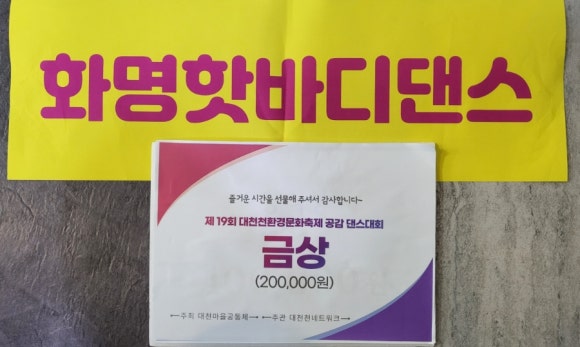 화명핫바디댄스
즐거운 시간을 선물해 주셔서 감사합니다~
제 19회 대천천환경문화축제 공감 댄스대회
금상
(200,000원)
주최 대천마을공동체 주관 대천천네트워크